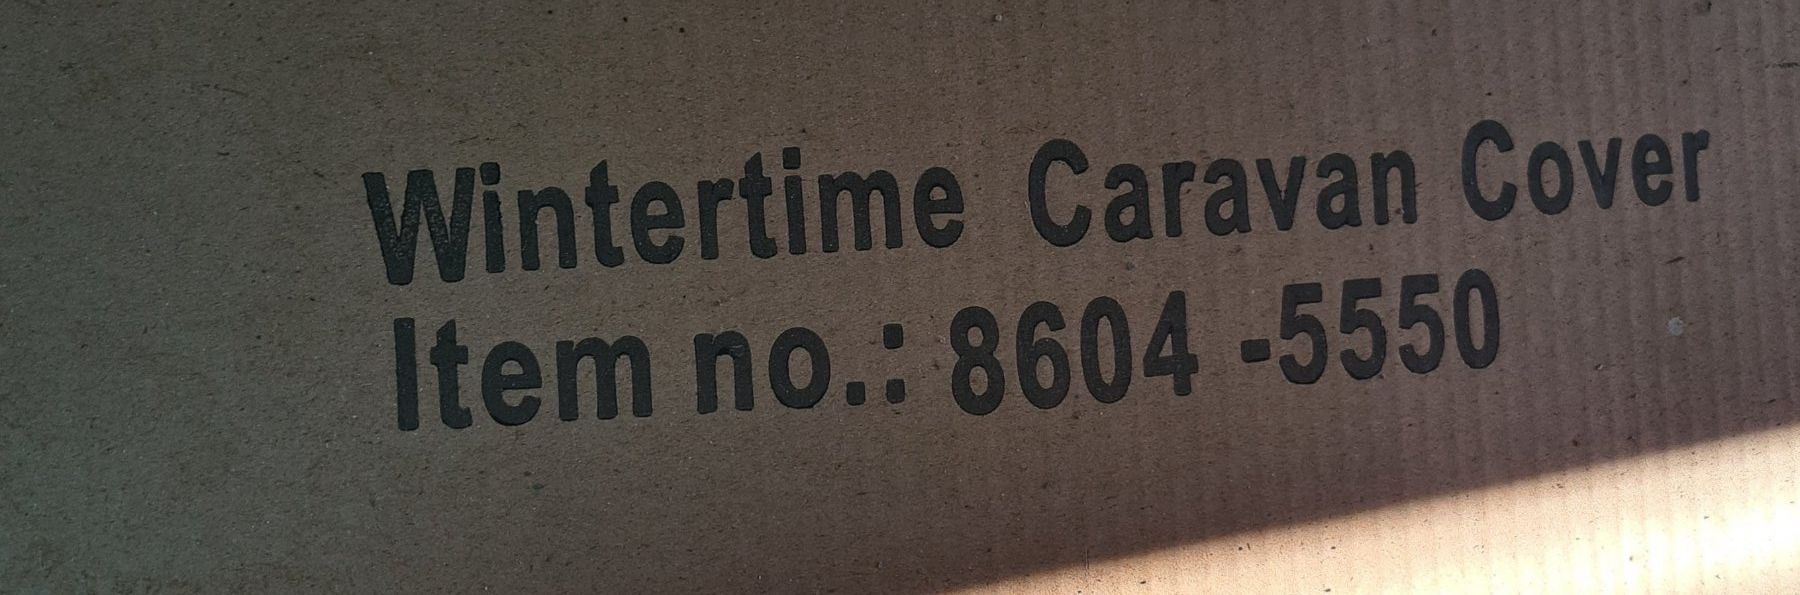 Wintertime Caravan Cover
Item no.: 8604 -5550